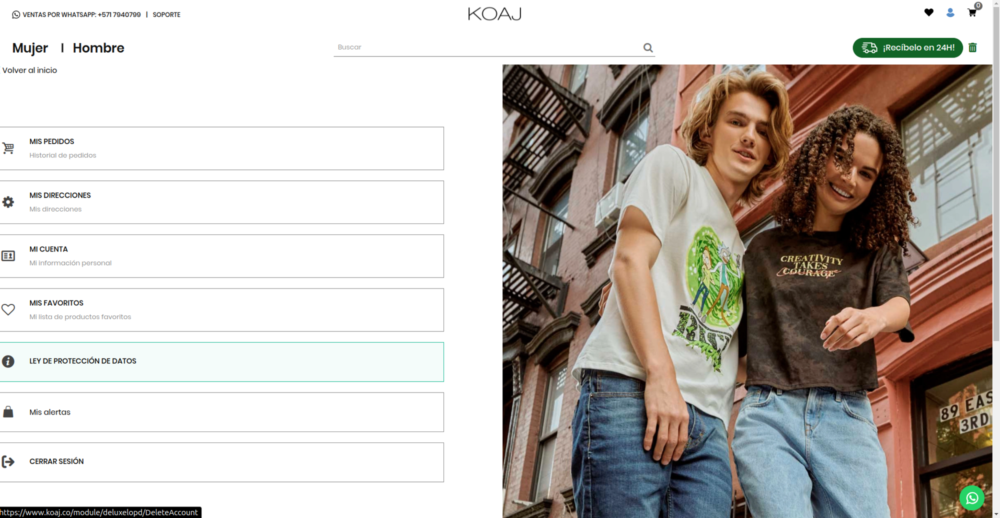 VENTAS POR WHATSAPP: +571 7940799 | SOPORTE
KOAJ
0
Mujer | Hombre
Buscar
¡Recíbelo en 24H!
Volver al inicio
MIS PEDIDOS
Historial de pedidos
MIS DIRECCIONES
Mis direcciones
MI CUENTA
Mi información personal
MIS FAVORITOS
Mi lista de productos favoritos
LEY DE PROTECCIÓN DE DATOS
Mis alertas
CERRAR SESIÓN
CREATIVITY
TAKES
COURAGE
89 EAS
3RD
https://www.koaj.co/module/deluxelopd/DeleteAccount